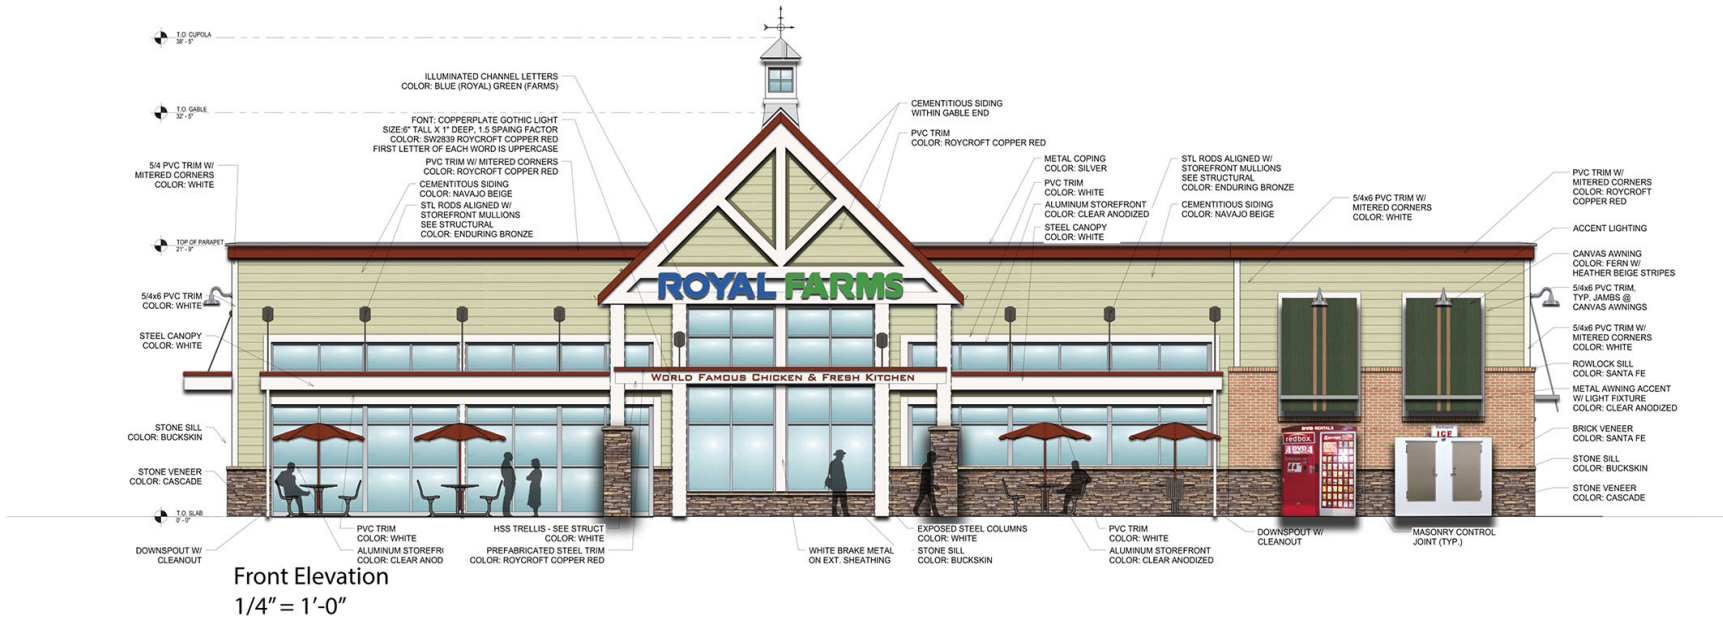 T.O. CUPOLA
38' - 5"
T.O. GABLE
32' - 5"
5/4 PVC TRIM W/
MITERED CORNERS
COLOR: WHITE
TOP OF PARAPET
21' - 9"
5/4x6 PVC TRIM
COLOR: WHITE
STEEL CANOPY
COLOR: WHITE
STONE SILL
COLOR: BUCKSKIN
STONE VENEER
COLOR: CASCADE
T.O. SLAB
0' - 0"
DOWNSPOUT W/
CLEANOUT
ILLUMINATED CHANNEL LETTERS
COLOR: BLUE (ROYAL) GREEN (FARMS)
FONT: COPPERPLATE GOTHIC LIGHT
SIZE:6" TALL X 1" DEEP, 1.5 SPAING FACTOR
COLOR: SW2839 ROYCROFT COPPER RED
FIRST LETTER OF EACH WORD IS UPPERCASE
PVC TRIM W/ MITERED CORNERS
COLOR: ROYCROFT COPPER RED
CEMENTITOUS SIDING
COLOR: NAVAJO BEIGE
STL RODS ALIGNED W/
STOREFRONT MULLIONS
SEE STRUCTURAL
COLOR: ENDURING BRONZE
CEMENTITIOUS SIDING
WITHIN GABLE END
PVC TRIM
COLOR: ROYCROFT COPPER RED
METAL COPING
COLOR: SILVER
PVC TRIM
COLOR: WHITE
ALUMINUM STOREFRONT
COLOR: CLEAR ANODIZED
STEEL CANOPY
COLOR: WHITE
STL RODS ALIGNED W/
STOREFRONT MULLIONS
SEE STRUCTURAL
COLOR: ENDURING BRONZE
CEMENTITIOUS SIDING
COLOR: NAVAJO BEIGE
5/4x6 PVC TRIM W/
MITERED CORNERS
COLOR: WHITE
PVC TRIM W/
MITERED CORNERS
COLOR: ROYCROFT
COPPER RED
ACCENT LIGHTING
CANVAS AWNING
COLOR: FERN W/
HEATHER BEIGE STRIPES
5/4x6 PVC TRIM,
TYP. JAMBS @
CANVAS AWNINGS
5/4x6 PVC TRIM W/
MITERED CORNERS
COLOR: WHITE
ROWLOCK SILL
COLOR: SANTA FE
METAL AWNING ACCENT
W/ LIGHT FIXTURE
COLOR: CLEAR ANODIZED
BRICK VENEER
COLOR: SANTA FE
STONE SILL
COLOR: BUCKSKIN
STONE VENEER
COLOR: CASCADE
ROYAL FARMS
World Famous Chicken & Fresh Kitchen
DVD RENTALS
redbox.
DVD
ICE
PVC TRIM
COLOR: WHITE
ALUMINUM STOREFR
COLOR: CLEAR ANOD
HSS TRELLIS - SEE STRUCT
COLOR: WHITE
PREFABRICATED STEEL TRIM
COLOR: ROYCROFT COPPER RED
WHITE BRAKE METAL
ON EXT. SHEATHING
EXPOSED STEEL COLUMNS
COLOR: WHITE
STONE SILL
COLOR: BUCKSKIN
PVC TRIM
COLOR: WHITE
ALUMINUM STOREFRONT
COLOR: CLEAR ANODIZED
DOWNSPOUT W/
CLEANOUT
MASONRY CONTROL
JOINT (TYP.)
Front Elevation
1/4" = 1'-0"